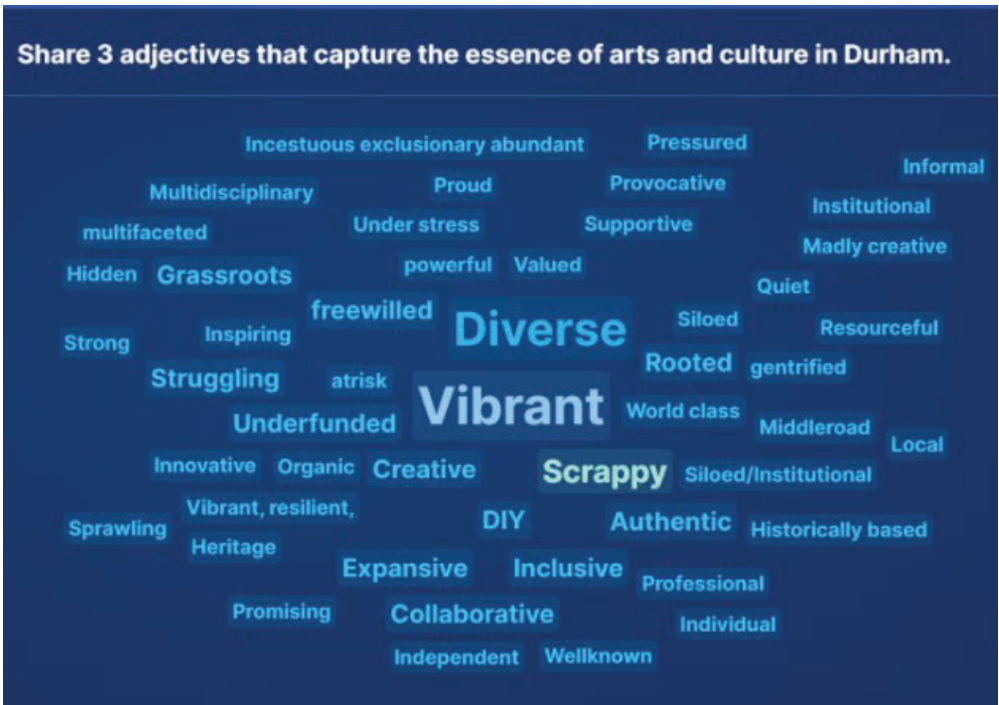 Share 3 adjectives that capture the essence of arts and culture in Durham.
Incestuous exclusionary abundant
Pressured
Informal
Multidisciplinary
Proud
Provocative
Institutional
multifaceted
Under stress
Supportive
Madly creative
Hidden
Grassroots
powerful
Valued
Quiet
freewilled
Diverse
Siloed
Resourceful
Strong
Inspiring
Rooted
gentrified
Struggling
atrisk
Vibrant
World class
Underfunded
Middleroad
Local
Innovative
Organic
Creative
Scrappy
Siloed/Institutional
Vibrant, resilient,
Sprawling
DIY
Authentic
Historically based
Heritage
Expansive
Inclusive
Professional
Promising
Collaborative
Individual
Independent
Wellknown